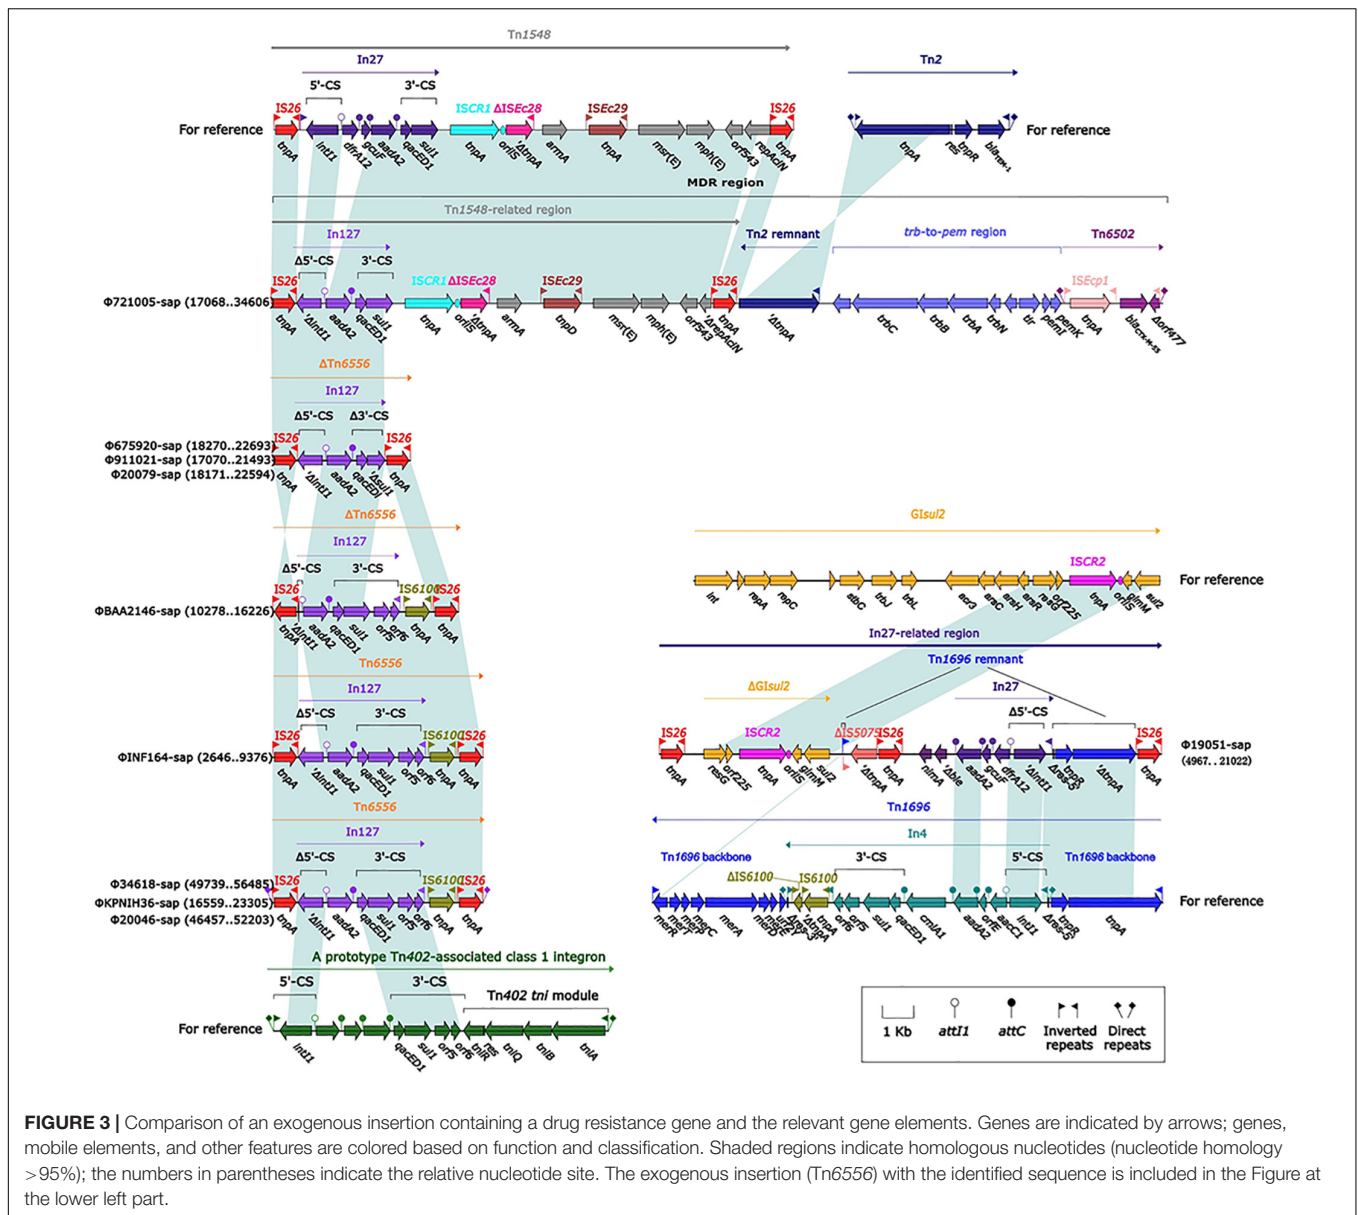 Tn1548
In27
Tn2
5'-CS
3'-CS
IS26
ISCR1 ΔISEc28
ISEc29
IS26
For reference
For reference
tnpA
intI1
dfrA12
gcuF
aadA2
qacED1
sul1
tnpA
orfIS
'ΔtnpA
armA
tnpA
msr(E)
mph(E)
orf543
repAciN
tnpA
tnpA
res
tnpR
blaTEM-1
MDR region
Tn1548-related region
In127
Tn2 remnant
trb-to-pem region
Tn6502
Δ5'-CS
3'-CS
IS26
ISCR1
ΔISEc28
ISEc29
IS26
ISEcp1
Φ721005-sap (17068..34606)
tnpA
'ΔintI1
aadA2
qacED1
sul1
tnpA
orfIS
'ΔtnpA
armA
tnpD
msr(E)
mph(E)
orf543
'ΔrepAciN
tnpA
'ΔtnpA
trbC
trbB
trbA
trbN
tir
pemI
pemK
tnpA
blaCTX-M-55
Δorf477
ΔTn6556
In127
Δ5'-CS
Δ3'-CS
IS26
IS26
Φ675920-sap (18270..22693)
Φ911021-sap (17070..21493)
Φ20079-sap (18171..22594)
tnpA
'ΔintI1
aadA2
qacEDI
'Δsul1
tnpA
ΔTn6556
In127
Δ5'-CS
3'-CS
IS26
IS6100
IS26
ΦBAA2146-sap (10278..16226)
tnpA
'ΔintI1
aadA2
qacED1
sul1
orf5
orf6
tnpA
tnpA
GIsul2
ISCR2
For reference
int
repA
repC
stbC
trbJ
trbL
acr3
arsC
arsH
arsR
resG
orf225
tnpA
orfIS
glmM
sul2
Tn6556
In127
Δ5'-CS
3'-CS
IS26
IS6100
IS26
ΦINF164-sap (2646..9376)
tnpA
'ΔintI1
aadA2
qacED1
sul1
orf5
orf6
tnpA
tnpA
In27-related region
Tn1696 remnant
ΔGIsul2
In27
Δ5'-CS
IS26
ISCR2
ΔIS5075
IS26
IS26
Φ19051-sap
(4967. . 21022)
tnpA
resG
orf225
tnpA
orfIS
glmM
sul2
'ΔtnpA
tnpA
nimA
'Δble
aadA2
gcuF
dfrA12
'ΔintI1
Δres-5'
tnpR
'ΔtnpA
tnpA
Tn6556
In127
Δ5'-CS
3'-CS
IS26
IS6100
IS26
Φ34618-sap (49739..56485)
ΦKPNIH36-sap (16559..23305)
Φ20046-sap (46457..52203)
tnpA
'ΔintI1
aadA2
qacED1
sul1
orf5
orf6
tnpA
tnpA
Tn1696
In4
Tn1696 backbone
3'-CS
5'-CS
Tn1696 backbone
ΔIS6100
IS6100
For reference
merR
merT
merC
merA
merD
merE
urf2Y
Δres-3'
'ΔtnpA
tnpA
orf6
orf5
sul1
qacED1
cmlA1
aadA2
orfE
aacC1
intI1
Δres-5'
tnpR
tnpA
A prototype Tn402-associated class 1 integron
5'-CS
3'-CS
Tn402 tni module
For reference
intI1
qacED1
sul1
orf5
orf6
tniR
res
tniQ
tniB
tniA
1 Kb
attI1
attC
Inverted
repeats
Direct
repeats
FIGURE 3 | Comparison of an exogenous insertion containing a drug resistance gene and the relevant gene elements. Genes are indicated by arrows; genes,
mobile elements, and other features are colored based on function and classification. Shaded regions indicate homologous nucleotides (nucleotide homology
>95%); the numbers in parentheses indicate the relative nucleotide site. The exogenous insertion (Tn6556) with the identified sequence is included in the Figure at
the lower left part.